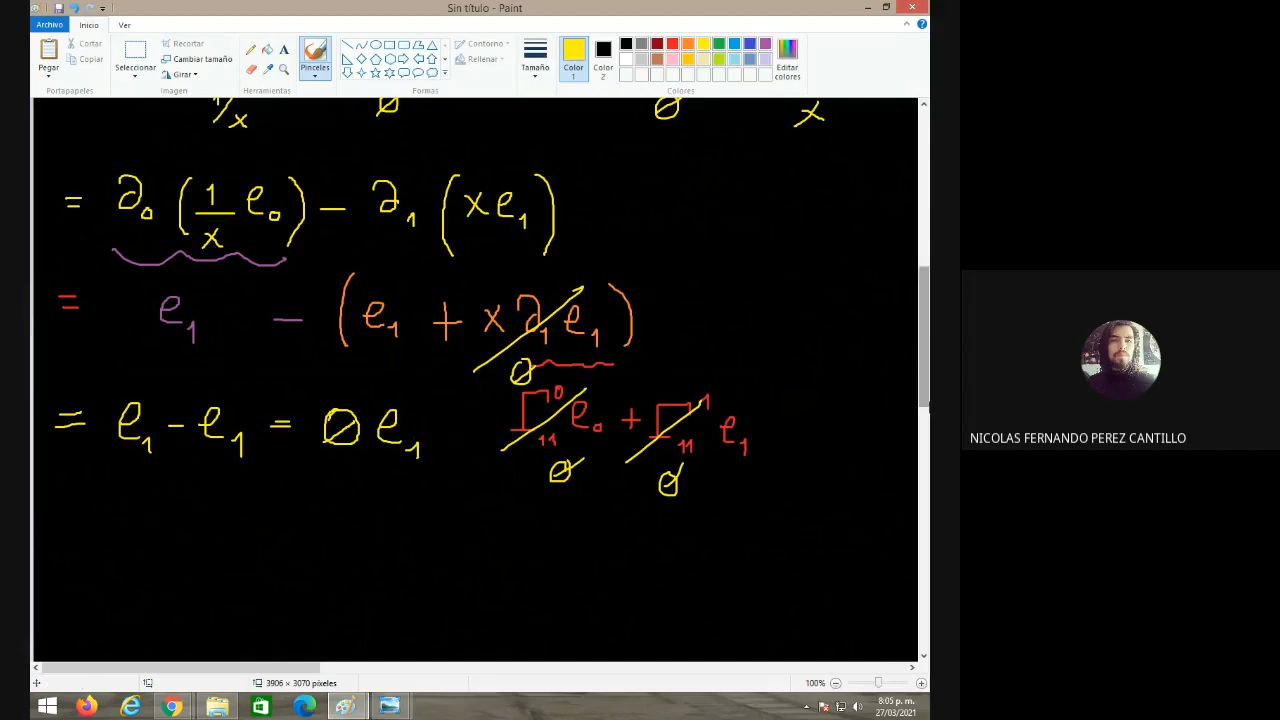 Sin título - Paint
Archivo Inicio Ver
Pegar
Cortar
Copiar
Portapapeles
Seleccionar
Recortar
Cambiar tamaño
Girar
Imagen
A
Herramientas
Pinceles
Contorno
Rellenar
Formas
Tamaño
Color 1
Color 2
Editar colores
Colores
1/x 0 0 x
= ∂₀ (1/x e₀) - ∂₁ (x e₁)
= e₁ - (e₁ + x ∂₁ e₁)
0
= e₁ - e₁ = 0 e₁
Γ⁰₁₁ e₀ + Γ¹₁₁ e₁
0 0
NICOLAS FERNANDO PEREZ CANTILLO
3906 × 3070 píxeles
100%
8:05 p. m.
27/03/2021